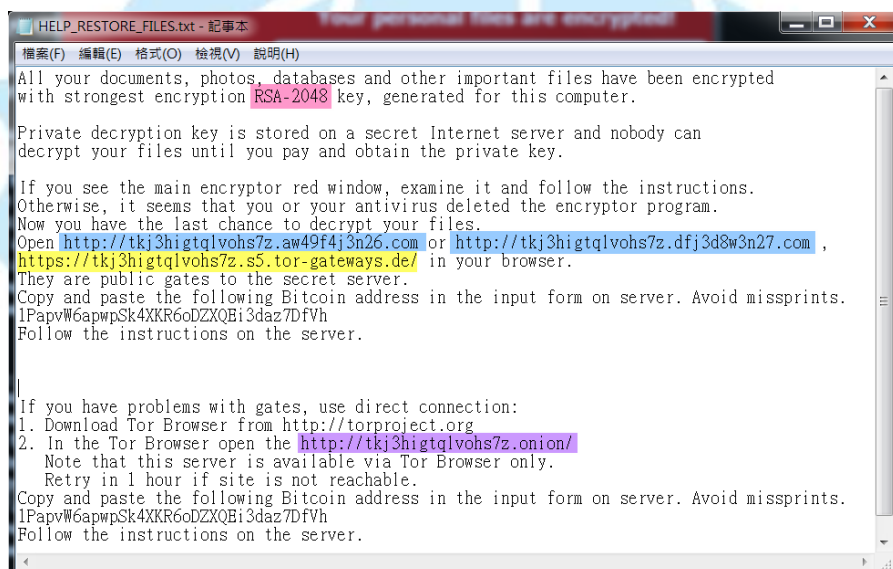 Your personal files are encrypted!
HELP_RESTORE_FILES.txt - 記事本
檔案(F) 編輯(E) 格式(O) 檢視(V) 說明(H)
All your documents, photos, databases and other important files have been encrypted
with strongest encryption RSA-2048 key, generated for this computer.
Private decryption key is stored on a secret Internet server and nobody can
decrypt your files until you pay and obtain the private key.
If you see the main encryptor red window, examine it and follow the instructions.
Otherwise, it seems that you or your antivirus deleted the encryptor program.
Now you have the last chance to decrypt your files.
Open http://tkj3higtqlvohs7z.aw49f4j3n26.com or http://tkj3higtqlvohs7z.dfj3d8w3n27.com ,
https://tkj3higtqlvohs7z.s5.tor-gateways.de/ in your browser.
They are public gates to the secret server.
Copy and paste the following Bitcoin address in the input form on server. Avoid missprints.
1PapvW6apwpSk4XKR6oDZXQEi3daz7DfVh
Follow the instructions on the server.
If you have problems with gates, use direct connection:
1. Download Tor Browser from http://torproject.org
2. In the Tor Browser open the http://tkj3higtqlvohs7z.onion/
Note that this server is available via Tor Browser only.
Retry in 1 hour if site is not reachable.
Copy and paste the following Bitcoin address in the input form on server. Avoid missprints.
1PapvW6apwpSk4XKR6oDZXQEi3daz7DfVh
Follow the instructions on the server.